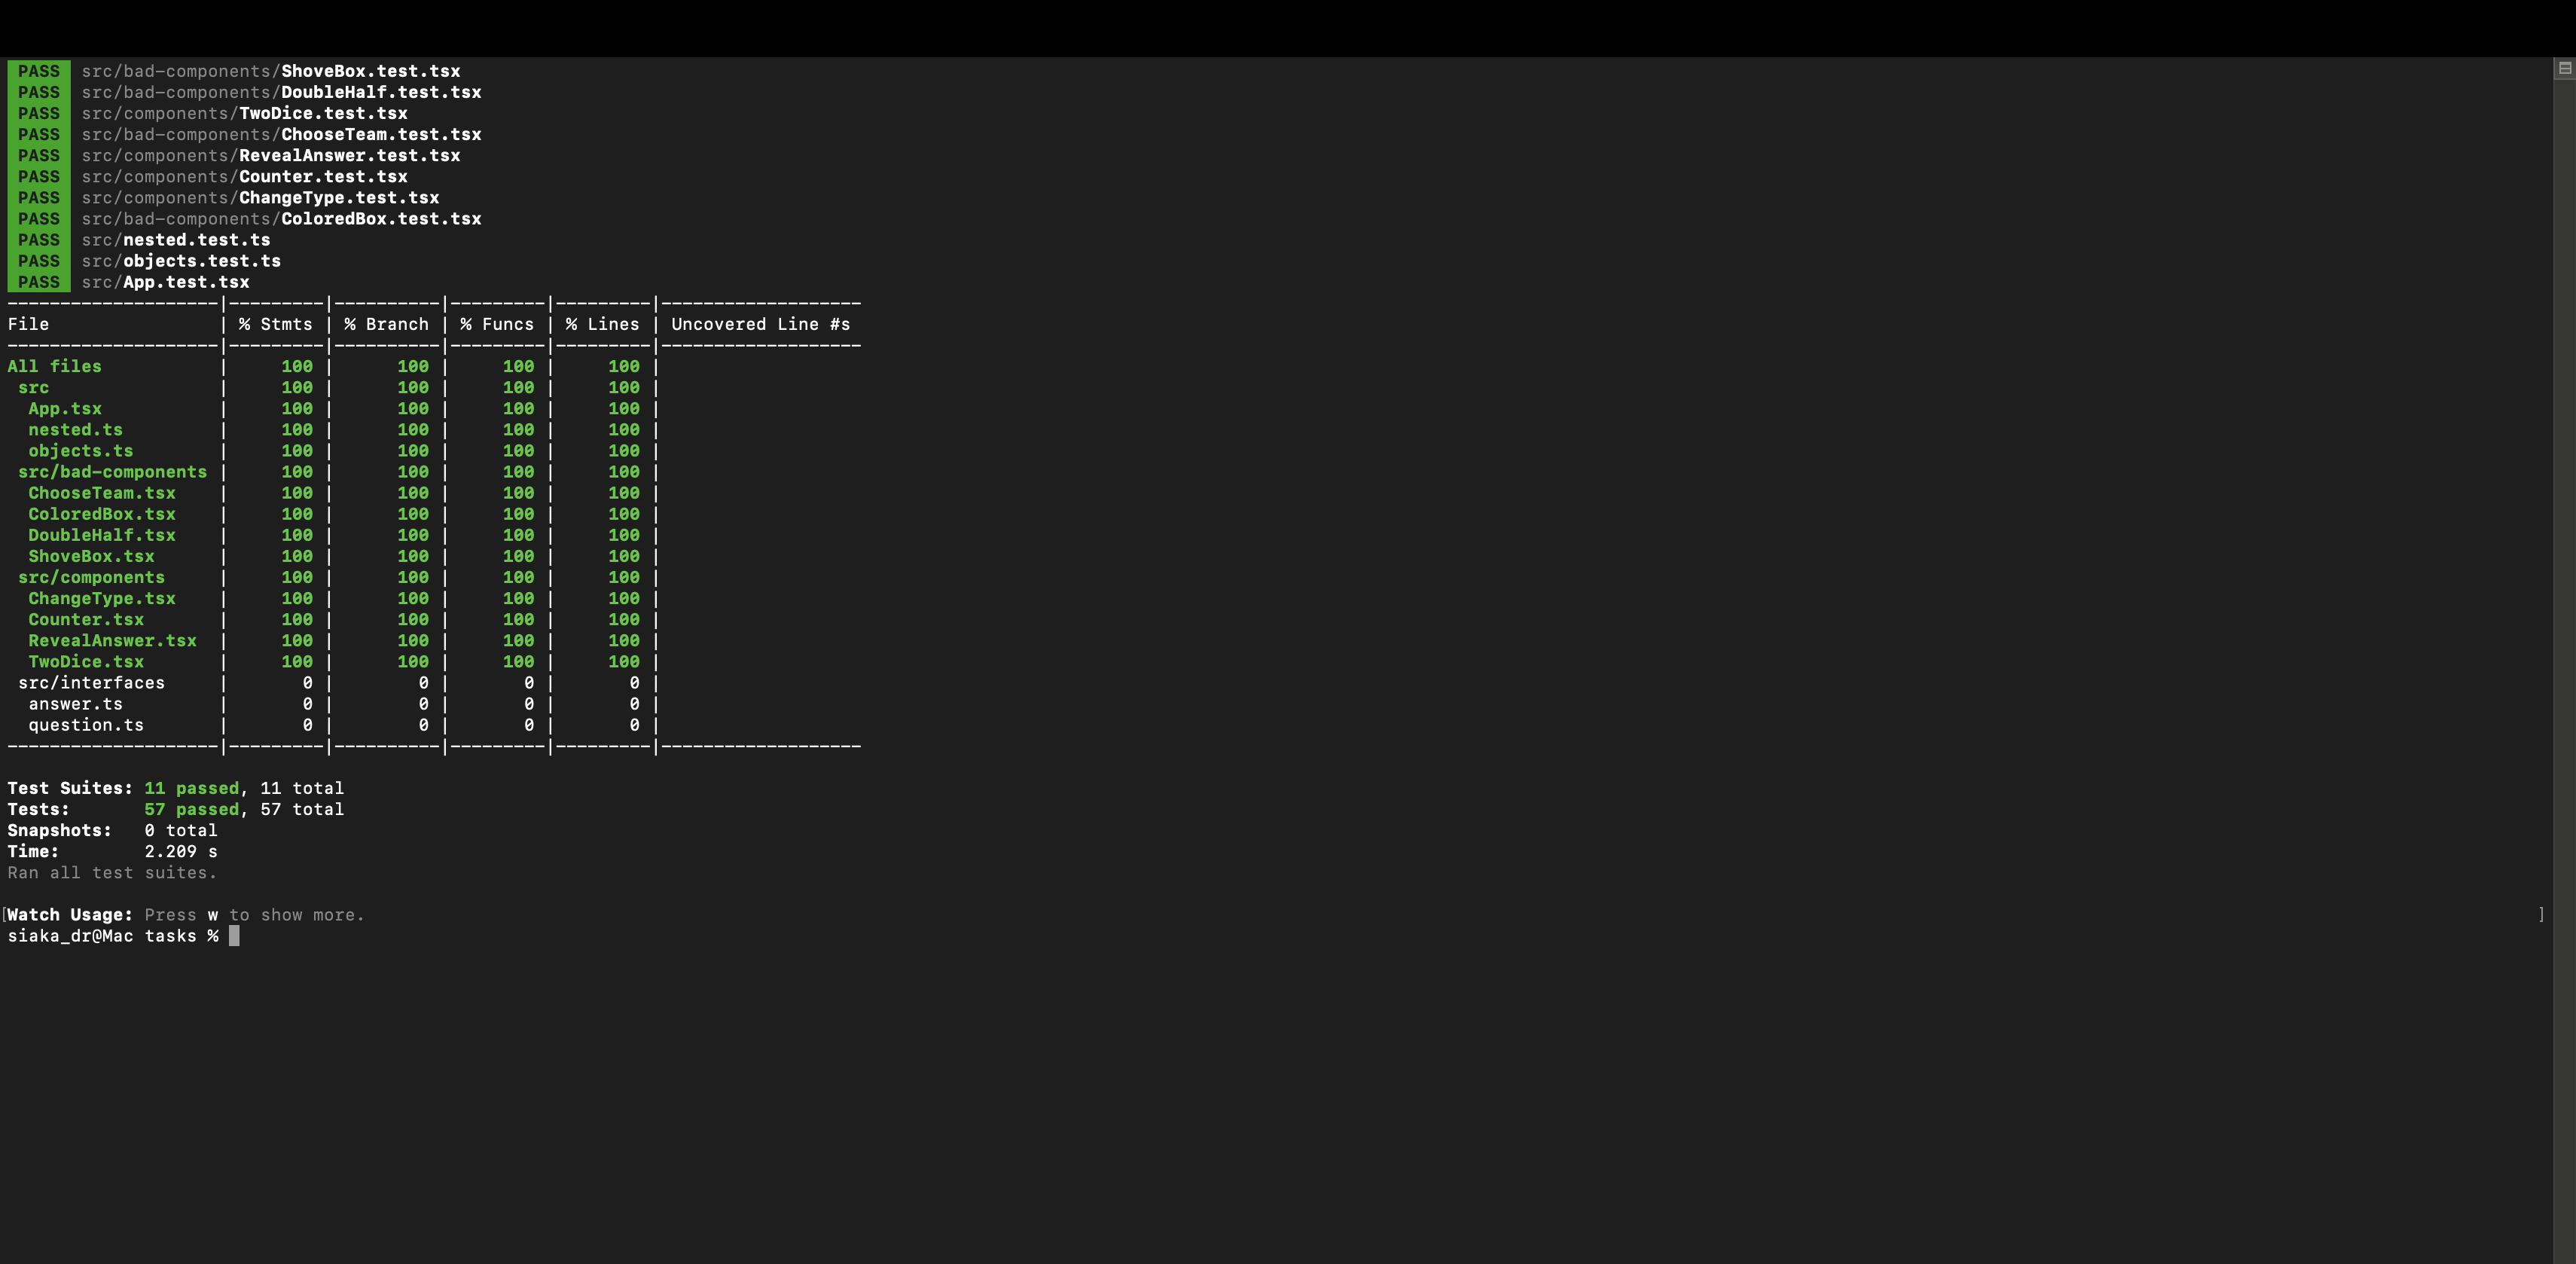 PASS src/bad-components/ShoveBox.test.tsx
PASS src/bad-components/DoubleHalf.test.tsx
PASS src/components/TwoDice.test.tsx
PASS src/bad-components/ChooseTeam.test.tsx
PASS src/components/RevealAnswer.test.tsx
PASS src/components/Counter.test.tsx
PASS src/components/ChangeType.test.tsx
PASS src/bad-components/ColoredBox.test.tsx
PASS src/nested.test.ts
PASS src/objects.test.ts
PASS src/App.test.tsx
--------------------|---------|----------|---------|---------|-------------------
File                | % Stmts | % Branch | % Funcs | % Lines | Uncovered Line #s
--------------------|---------|----------|---------|---------|-------------------
All files           |     100 |      100 |     100 |     100 |
 src                |     100 |      100 |     100 |     100 |
  App.tsx           |     100 |      100 |     100 |     100 |
  nested.ts         |     100 |      100 |     100 |     100 |
  objects.ts        |     100 |      100 |     100 |     100 |
 src/bad-components |     100 |      100 |     100 |     100 |
  ChooseTeam.tsx    |     100 |      100 |     100 |     100 |
  ColoredBox.tsx    |     100 |      100 |     100 |     100 |
  DoubleHalf.tsx    |     100 |      100 |     100 |     100 |
  ShoveBox.tsx      |     100 |      100 |     100 |     100 |
 src/components     |     100 |      100 |     100 |     100 |
  ChangeType.tsx    |     100 |      100 |     100 |     100 |
  Counter.tsx       |     100 |      100 |     100 |     100 |
  RevealAnswer.tsx  |     100 |      100 |     100 |     100 |
  TwoDice.tsx       |     100 |      100 |     100 |     100 |
 src/interfaces     |       0 |        0 |       0 |       0 |
  answer.ts         |       0 |        0 |       0 |       0 |
  question.ts       |       0 |        0 |       0 |       0 |
--------------------|---------|----------|---------|---------|-------------------
Test Suites: 11 passed, 11 total
Tests:       57 passed, 57 total
Snapshots:   0 total
Time:        2.209 s
Ran all test suites.
[Watch Usage: Press w to show more. ]
siaka_dr@Mac tasks %